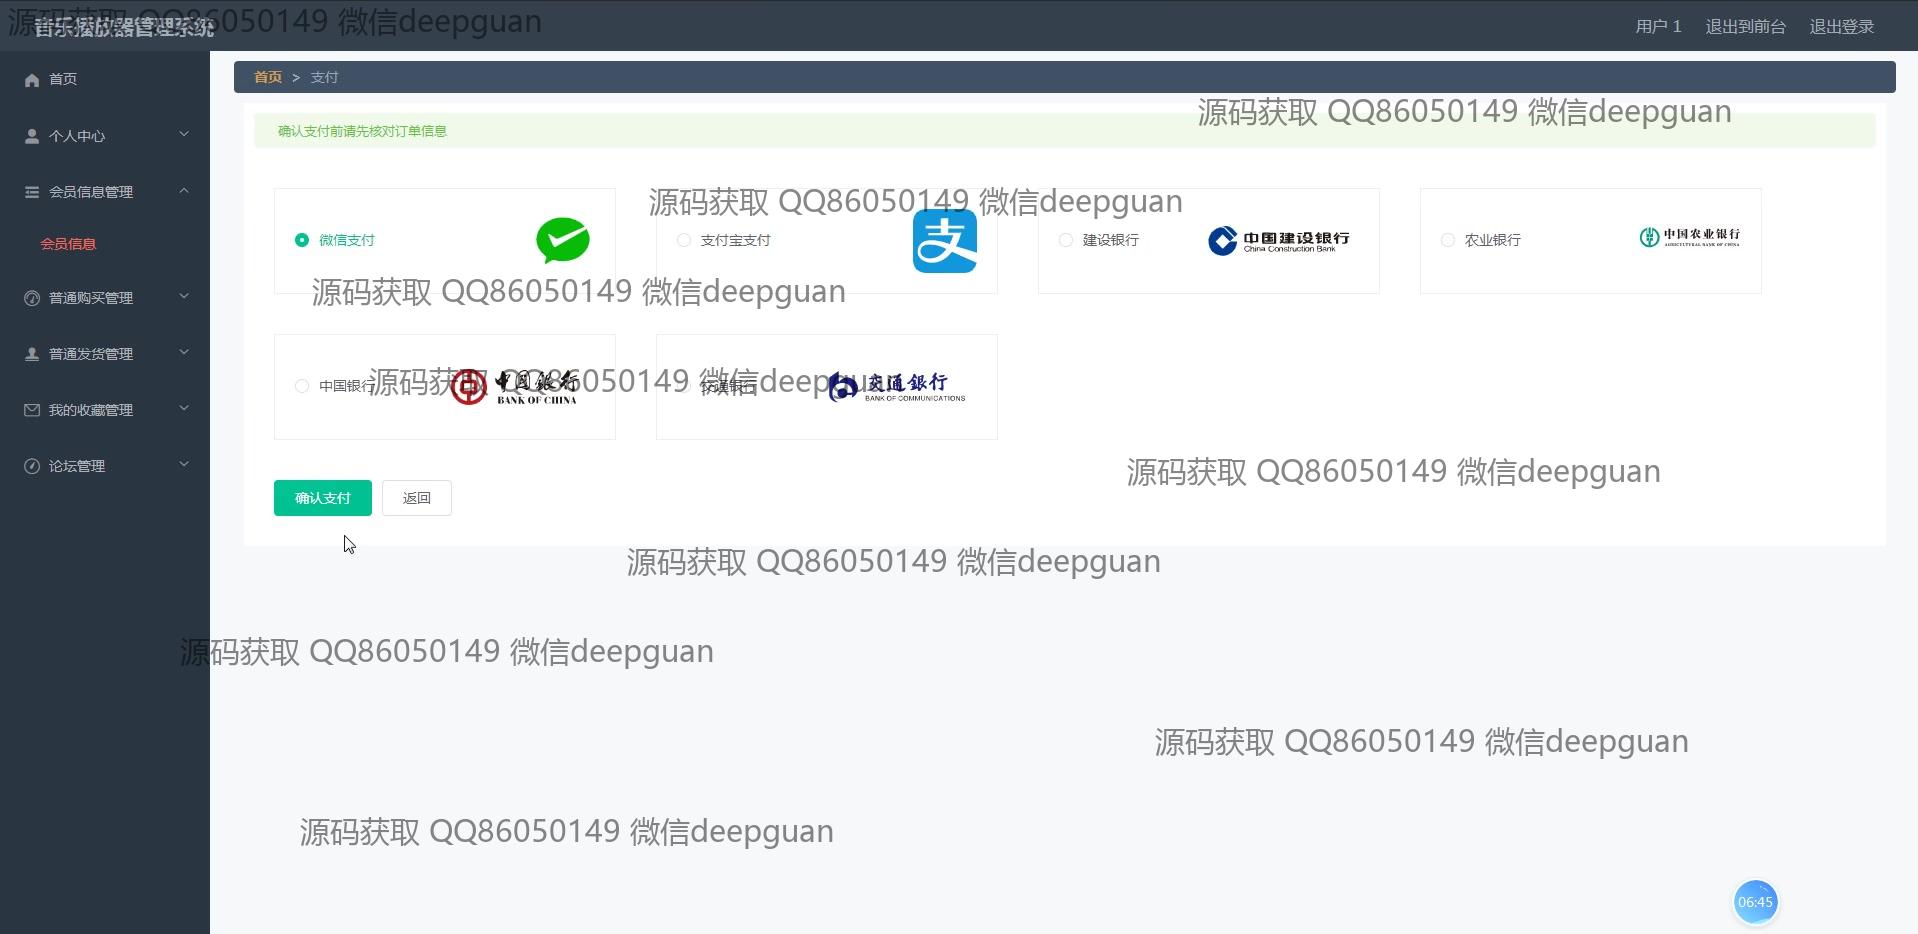 源码获取 QQ86050149 微信deepguan
音乐播放器管理系统
用户 1 退出到前台 退出登录
首页
个人中心
会员信息管理
会员信息
普通购买管理
普通发货管理
我的收藏管理
论坛管理
首页 > 支付
源码获取 QQ86050149 微信deepguan
确认支付前请先核对订单信息
源码获取 QQ86050149 微信deepguan
微信支付
支付宝支付
支
建设银行
中国建设银行
China Construction Bank
农业银行
中国农业银行
AGRICULTURAL BANK OF CHINA
源码获取 QQ86050149 微信deepguan
中国银行
中国银行
BANK OF CHINA
源码获取 QQ86050149 微信deepguan
交通银行
交通銀行
BANK OF COMMUNICATIONS
源码获取 QQ86050149 微信deepguan
确认支付 返回
源码获取 QQ86050149 微信deepguan
源码获取 QQ86050149 微信deepguan
源码获取 QQ86050149 微信deepguan
源码获取 QQ86050149 微信deepguan
06:45